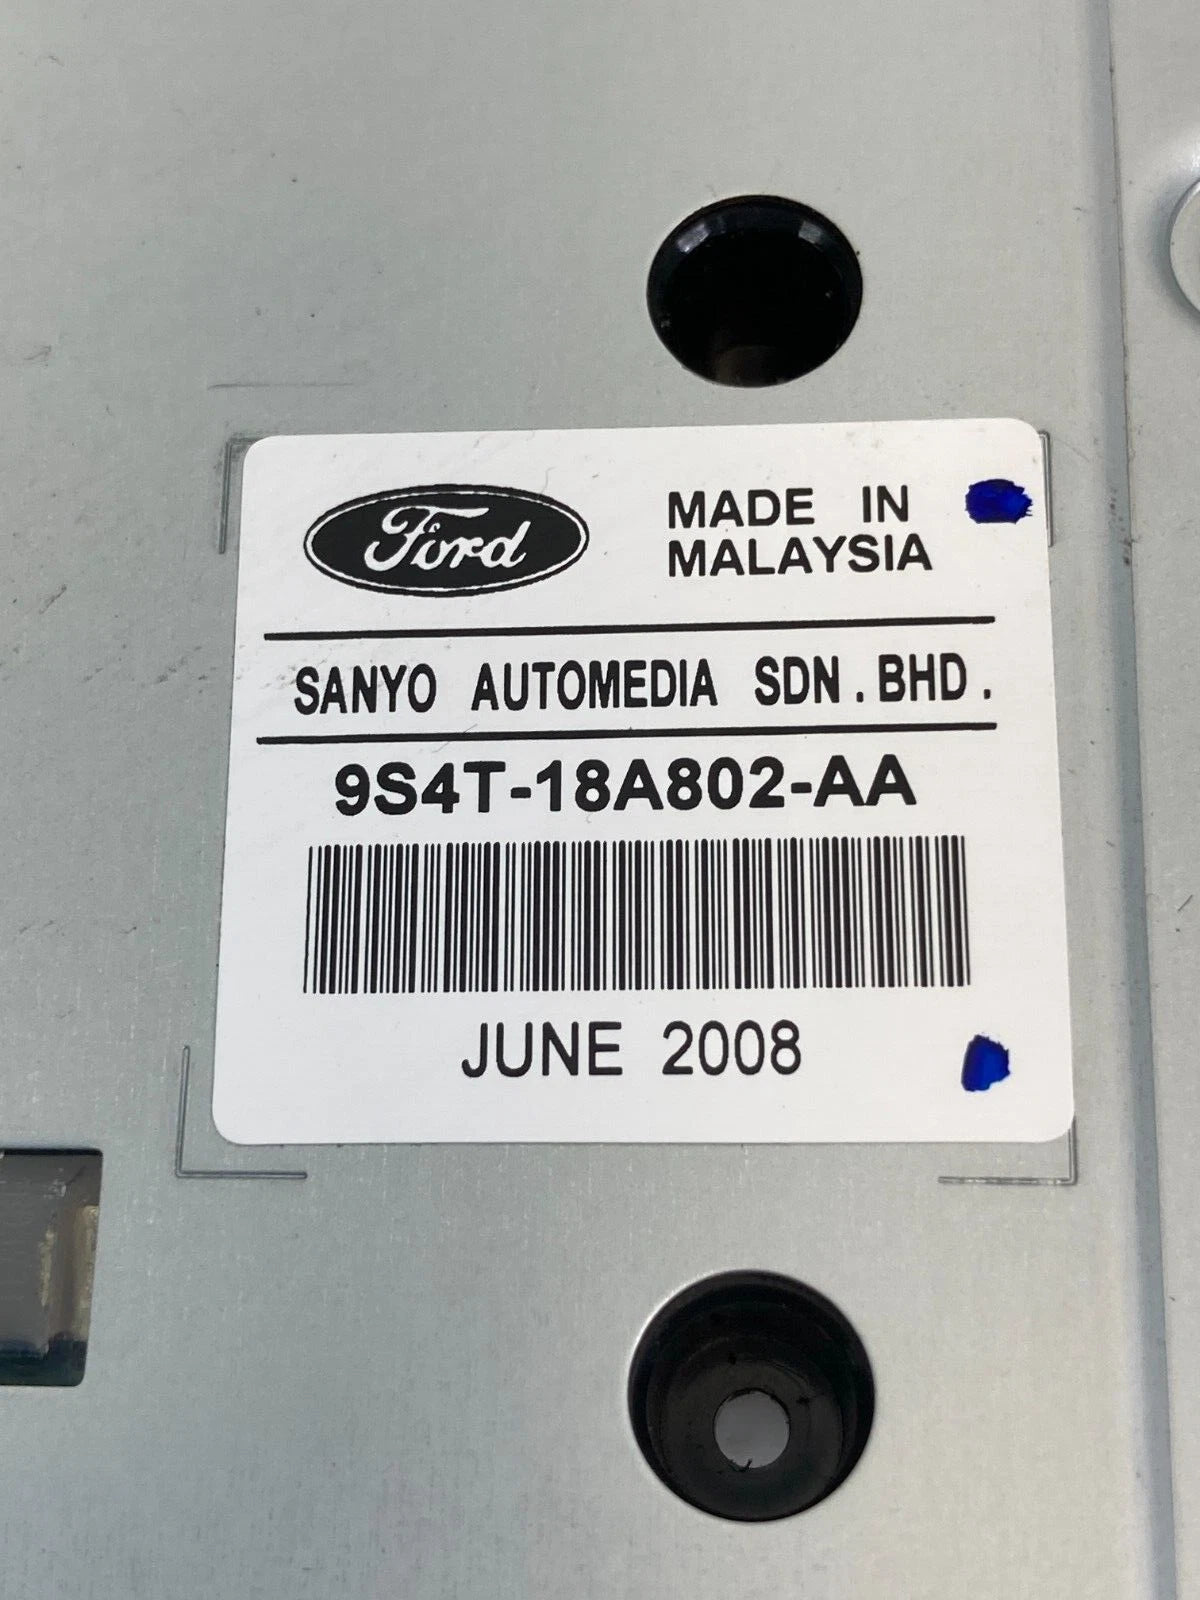 Ford
MADE IN
MALAYSIA
SANYO AUTOMEDIA SDN.BHD.
9S4T-18A802-AA
JUNE 2008